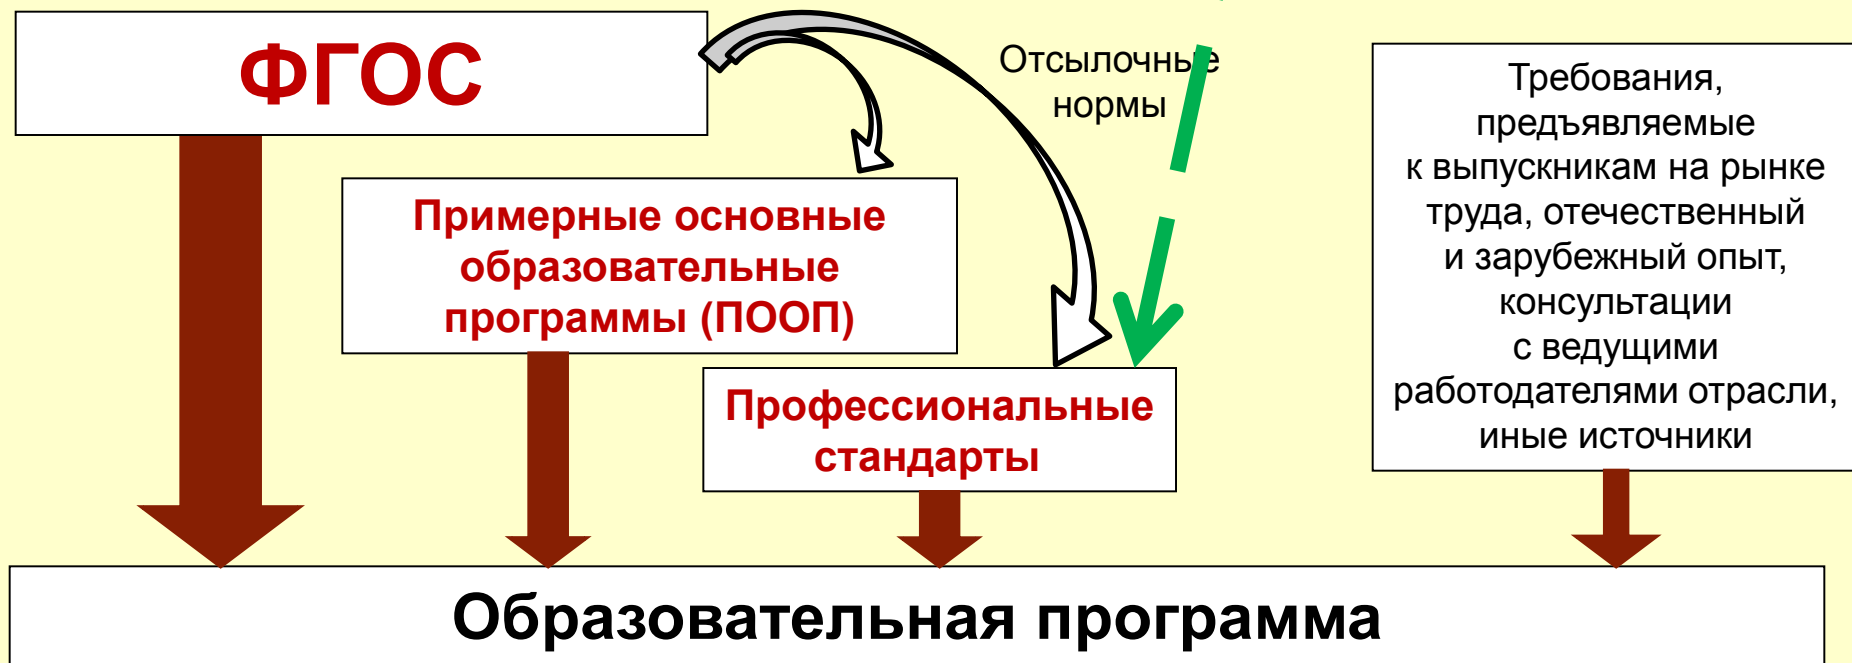 ФГОС
Отсылочные
нормы
Требования,
предъявляемые
к выпускникам на рынке
труда, отечественный
и зарубежный опыт,
консультации
с ведущими
работодателями отрасли,
иные источники
Примерные основные
образовательные
программы (ПООП)
Профессиональные
стандарты
Образовательная программа